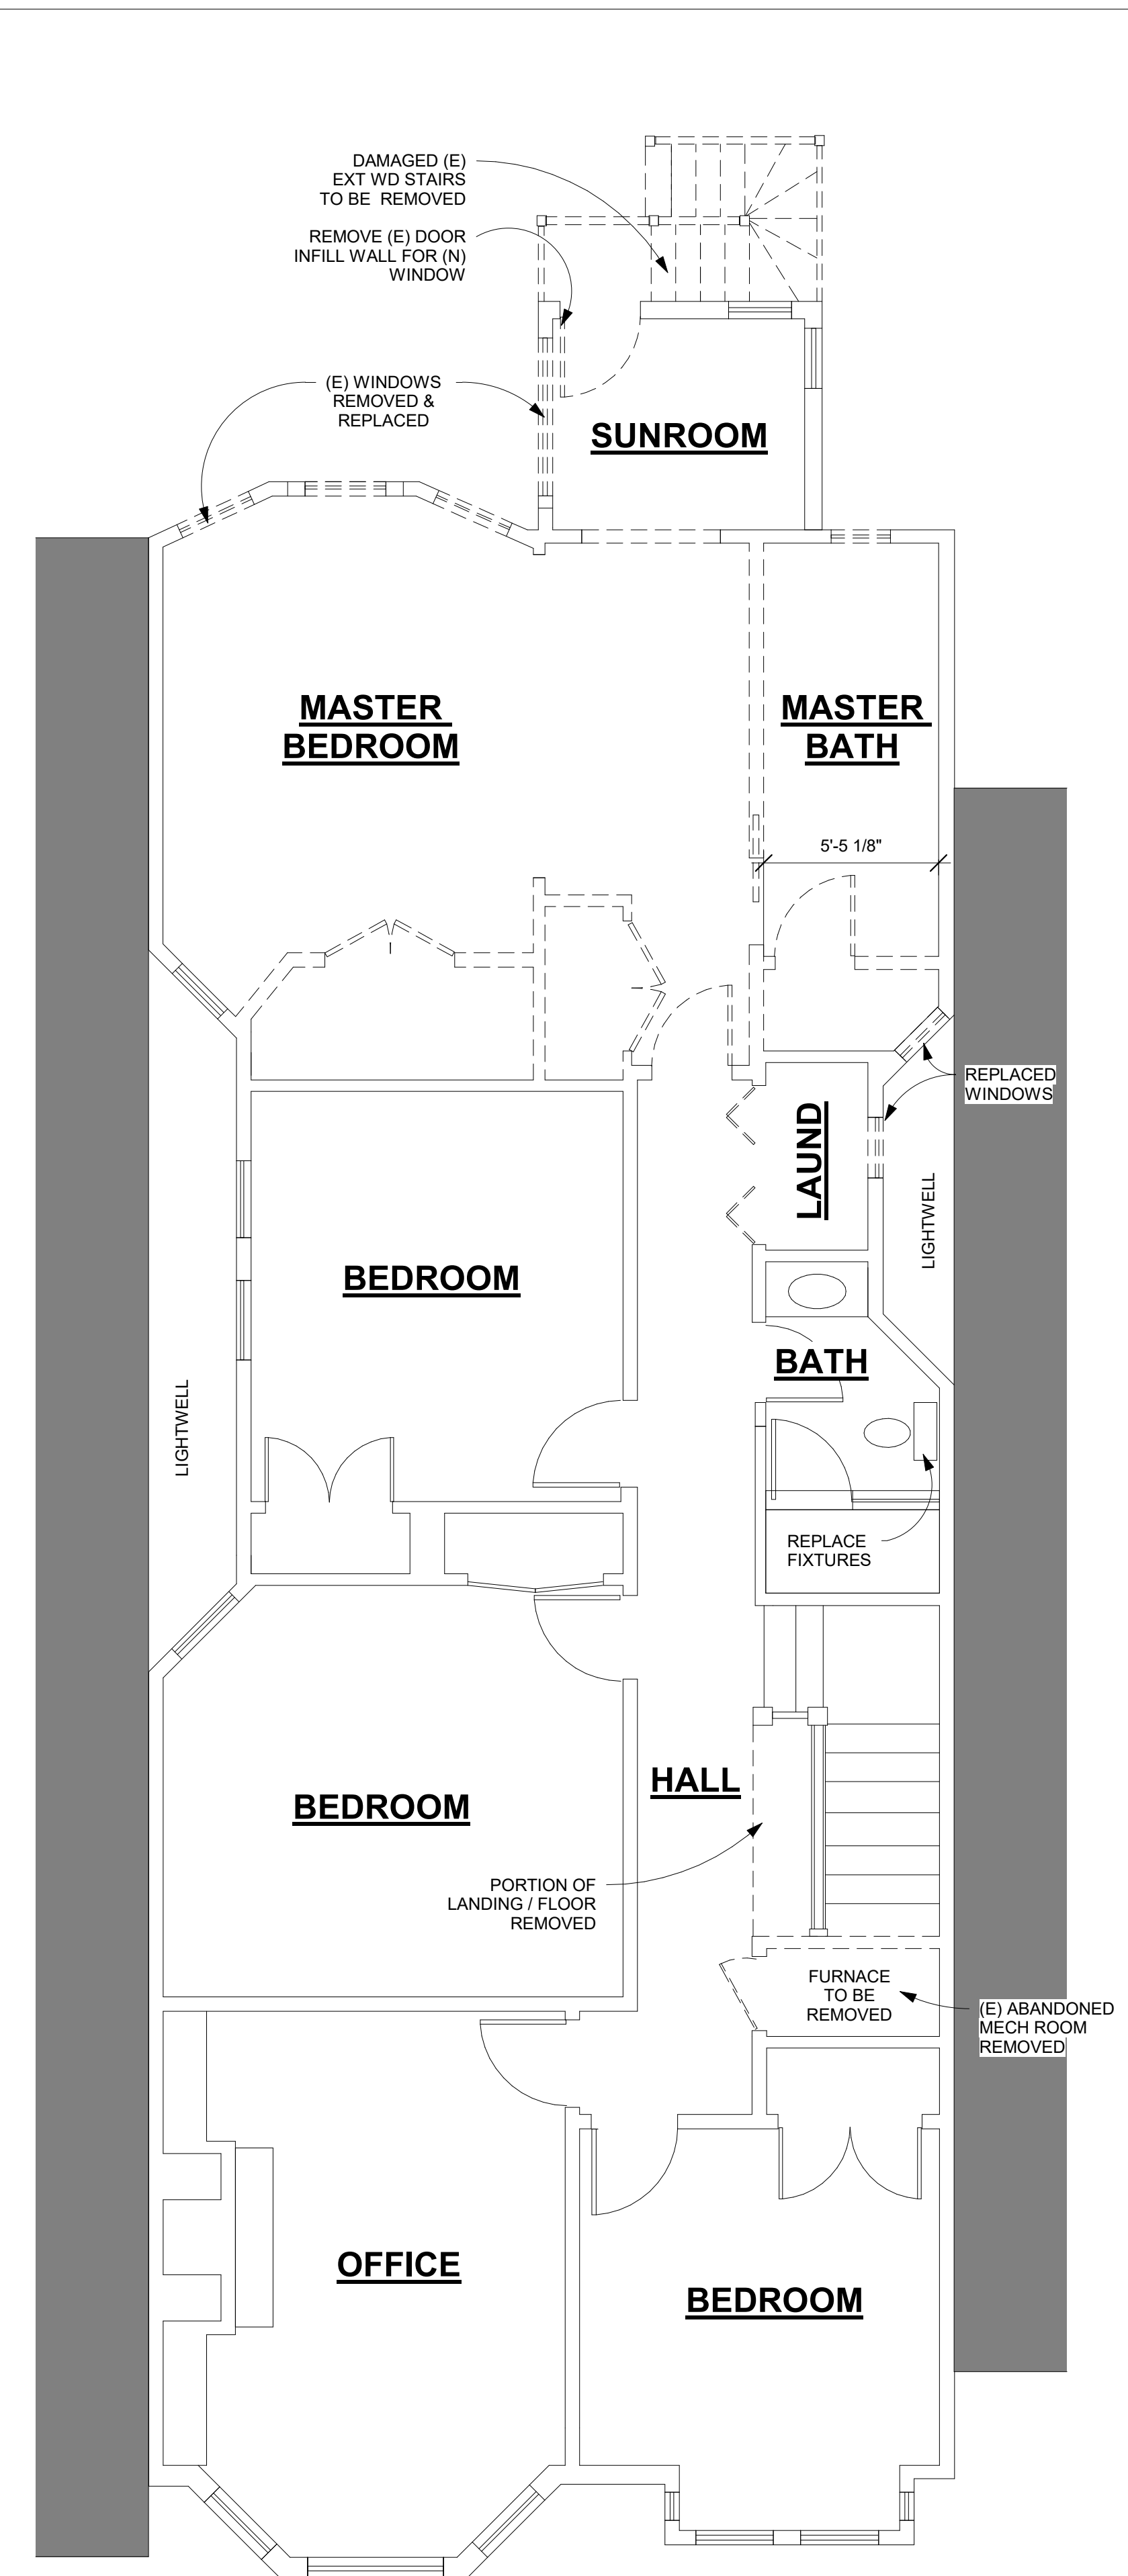 DAMAGED (E)
EXT WD STAIRS
TO BE REMOVED
REMOVE (E) DOOR
INFILL WALL FOR (N)
WINDOW
(E) WINDOWS
REMOVED &
REPLACED
SUNROOM
MASTER
BEDROOM
MASTER
BATH
5'-5 1/8"
REPLACED
WINDOWS
LAUND
LIGHTWELL
BEDROOM
BATH
LIGHTWELL
REPLACE
FIXTURES
HALL
BEDROOM
PORTION OF
LANDING / FLOOR
REMOVED
FURNACE
TO BE
REMOVED
(E) ABANDONED
MECH ROOM
REMOVED
OFFICE
BEDROOM